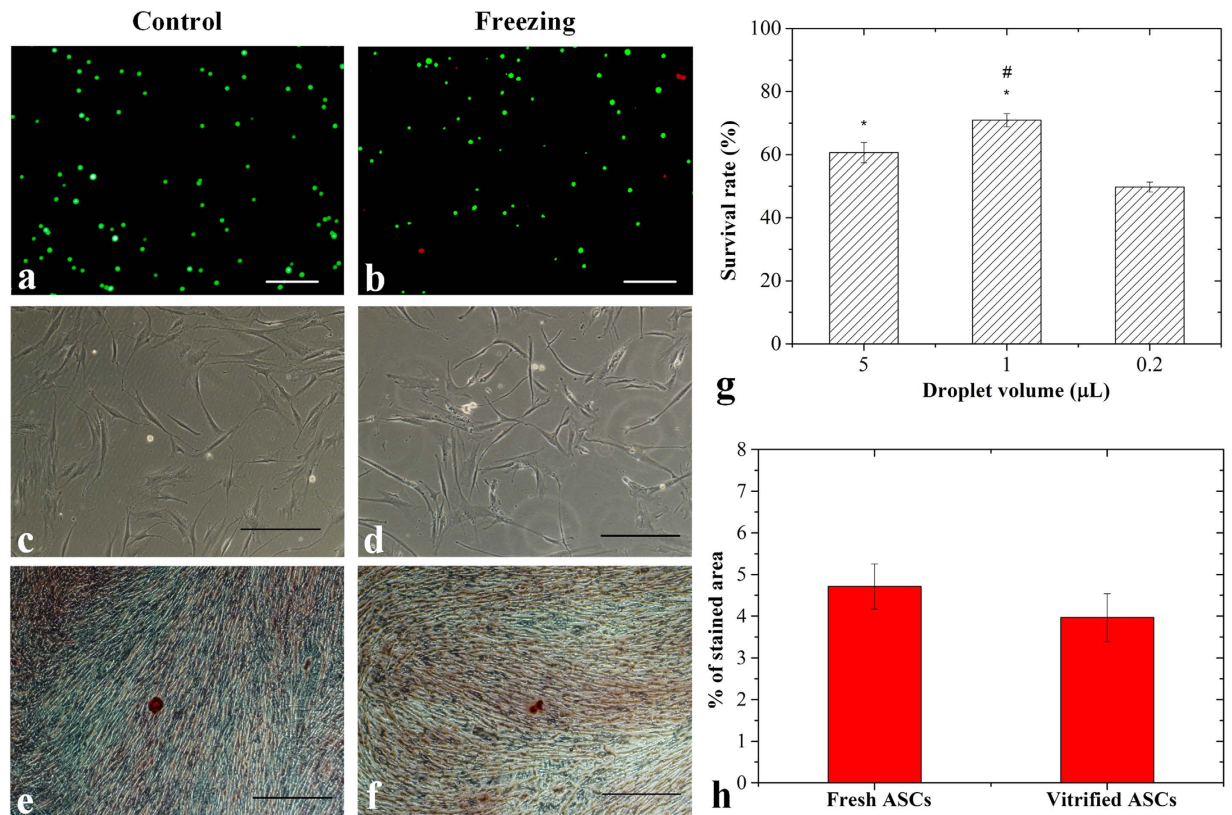 Control
Freezing
a
b
c
d
e
f
100
80
60
40
20
0
Survival rate (%)
*
#
*
5
1
0.2
Droplet volume (μL)
g
8
7
6
5
4
3
2
1
0
% of stained area
Fresh ASCs
Vitrified ASCs
h